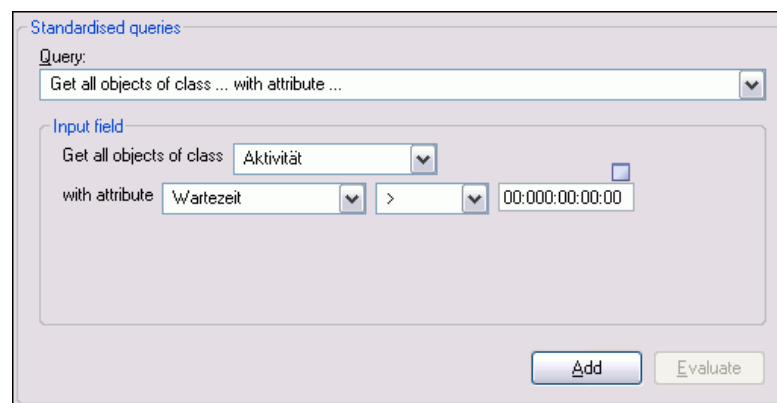 Standardised queries
Query:
Get all objects of class ... with attribute ...
Input field
Get all objects of class Aktivität
with attribute Wartezeit > 00:000:00:00:00
Add Evaluate